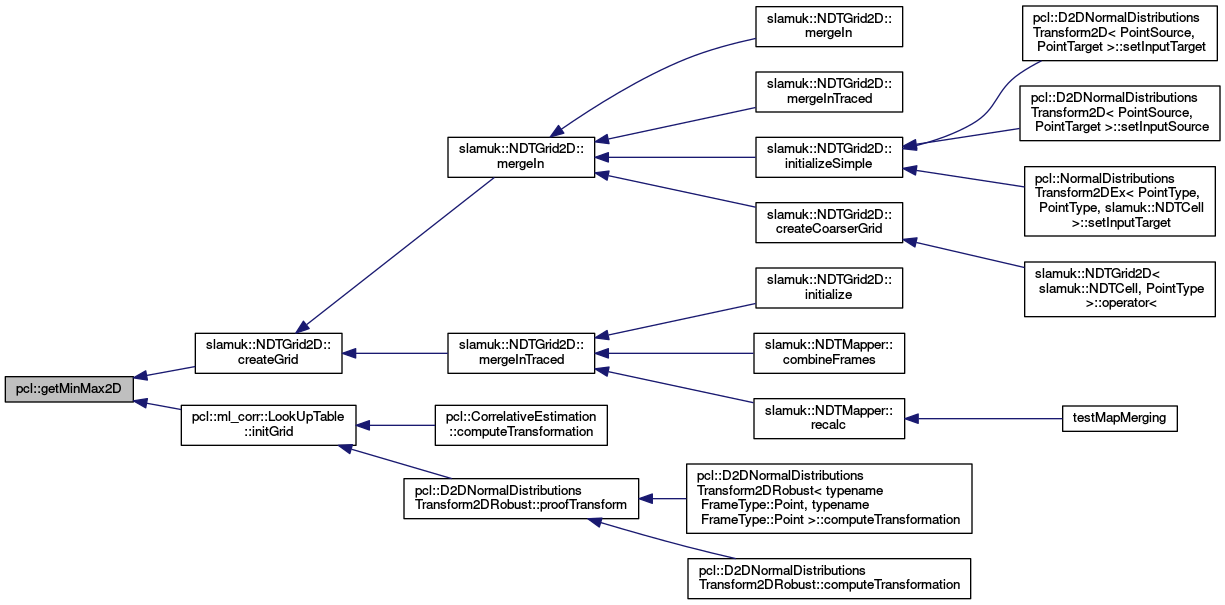 pcl::getMinMax2D
slamuk::NDTGrid2D::
createGrid
pcl::ml_corr::LookUpTable
::initGrid
slamuk::NDTGrid2D::
mergeIn
slamuk::NDTGrid2D::
mergeInTraced
pcl::CorrelativeEstimation
::computeTransformation
pcl::D2DNormalDistributions
Transform2DRobust::proofTransform
slamuk::NDTGrid2D::
mergeIn
slamuk::NDTGrid2D::
mergeInTraced
slamuk::NDTGrid2D::
initializeSimple
slamuk::NDTGrid2D::
createCoarserGrid
slamuk::NDTGrid2D::
initialize
slamuk::NDTMapper::
combineFrames
slamuk::NDTMapper::
recalc
pcl::D2DNormalDistributions
Transform2DRobust< typename
FrameType::Point, typename
FrameType::Point >::computeTransformation
pcl::D2DNormalDistributions
Transform2DRobust::computeTransformation
pcl::D2DNormalDistributions
Transform2D< PointSource,
PointTarget >::setInputTarget
pcl::D2DNormalDistributions
Transform2D< PointSource,
PointTarget >::setInputSource
pcl::NormalDistributions
Transform2DEx< PointType,
PointType, slamuk::NDTCell
>::setInputTarget
slamuk::NDTGrid2D<
slamuk::NDTCell, PointType
>::operator<
testMapMerging